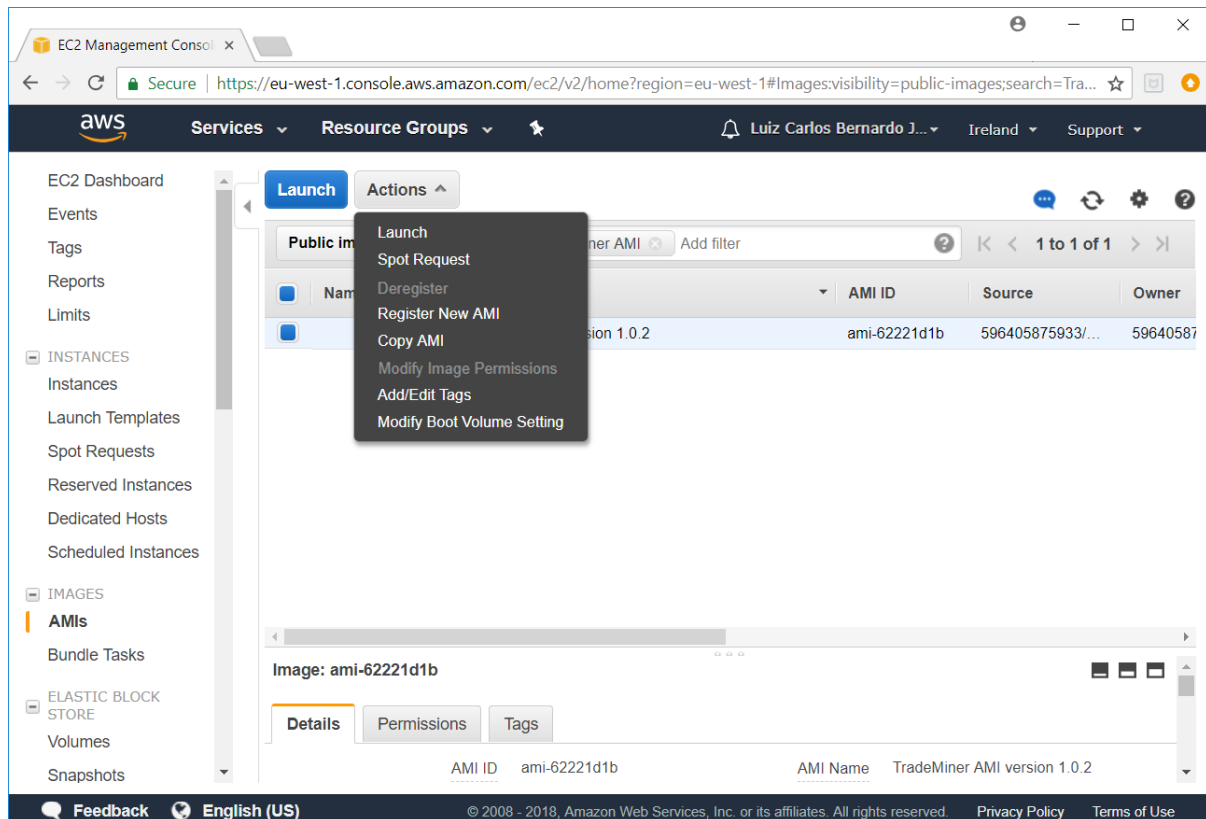 EC2 Management Consol
Secure | https://eu-west-1.console.aws.amazon.com/ec2/v2/home?region=eu-west-1#Images:visibility=public-images;search=Tra...
aws Services Resource Groups Luiz Carlos Bernardo J... Ireland Support
EC2 Dashboard
Events
Tags
Reports
Limits
INSTANCES
Instances
Launch Templates
Spot Requests
Reserved Instances
Dedicated Hosts
Scheduled Instances
IMAGES
AMIs
Bundle Tasks
ELASTIC BLOCK
STORE
Volumes
Snapshots
Launch Actions
Launch
Spot Request
Deregister
Register New AMI
Copy AMI
Modify Image Permissions
Add/Edit Tags
Modify Boot Volume Setting
Public im ner AMI Add filter 1 to 1 of 1
Nam AMI ID Source Owner
sion 1.0.2 ami-62221d1b 596405875933/... 59640587
Image: ami-62221d1b
Details Permissions Tags
AMI ID ami-62221d1b AMI Name TradeMiner AMI version 1.0.2
Feedback English (US) © 2008 - 2018, Amazon Web Services, Inc. or its affiliates. All rights reserved. Privacy Policy Terms of Use